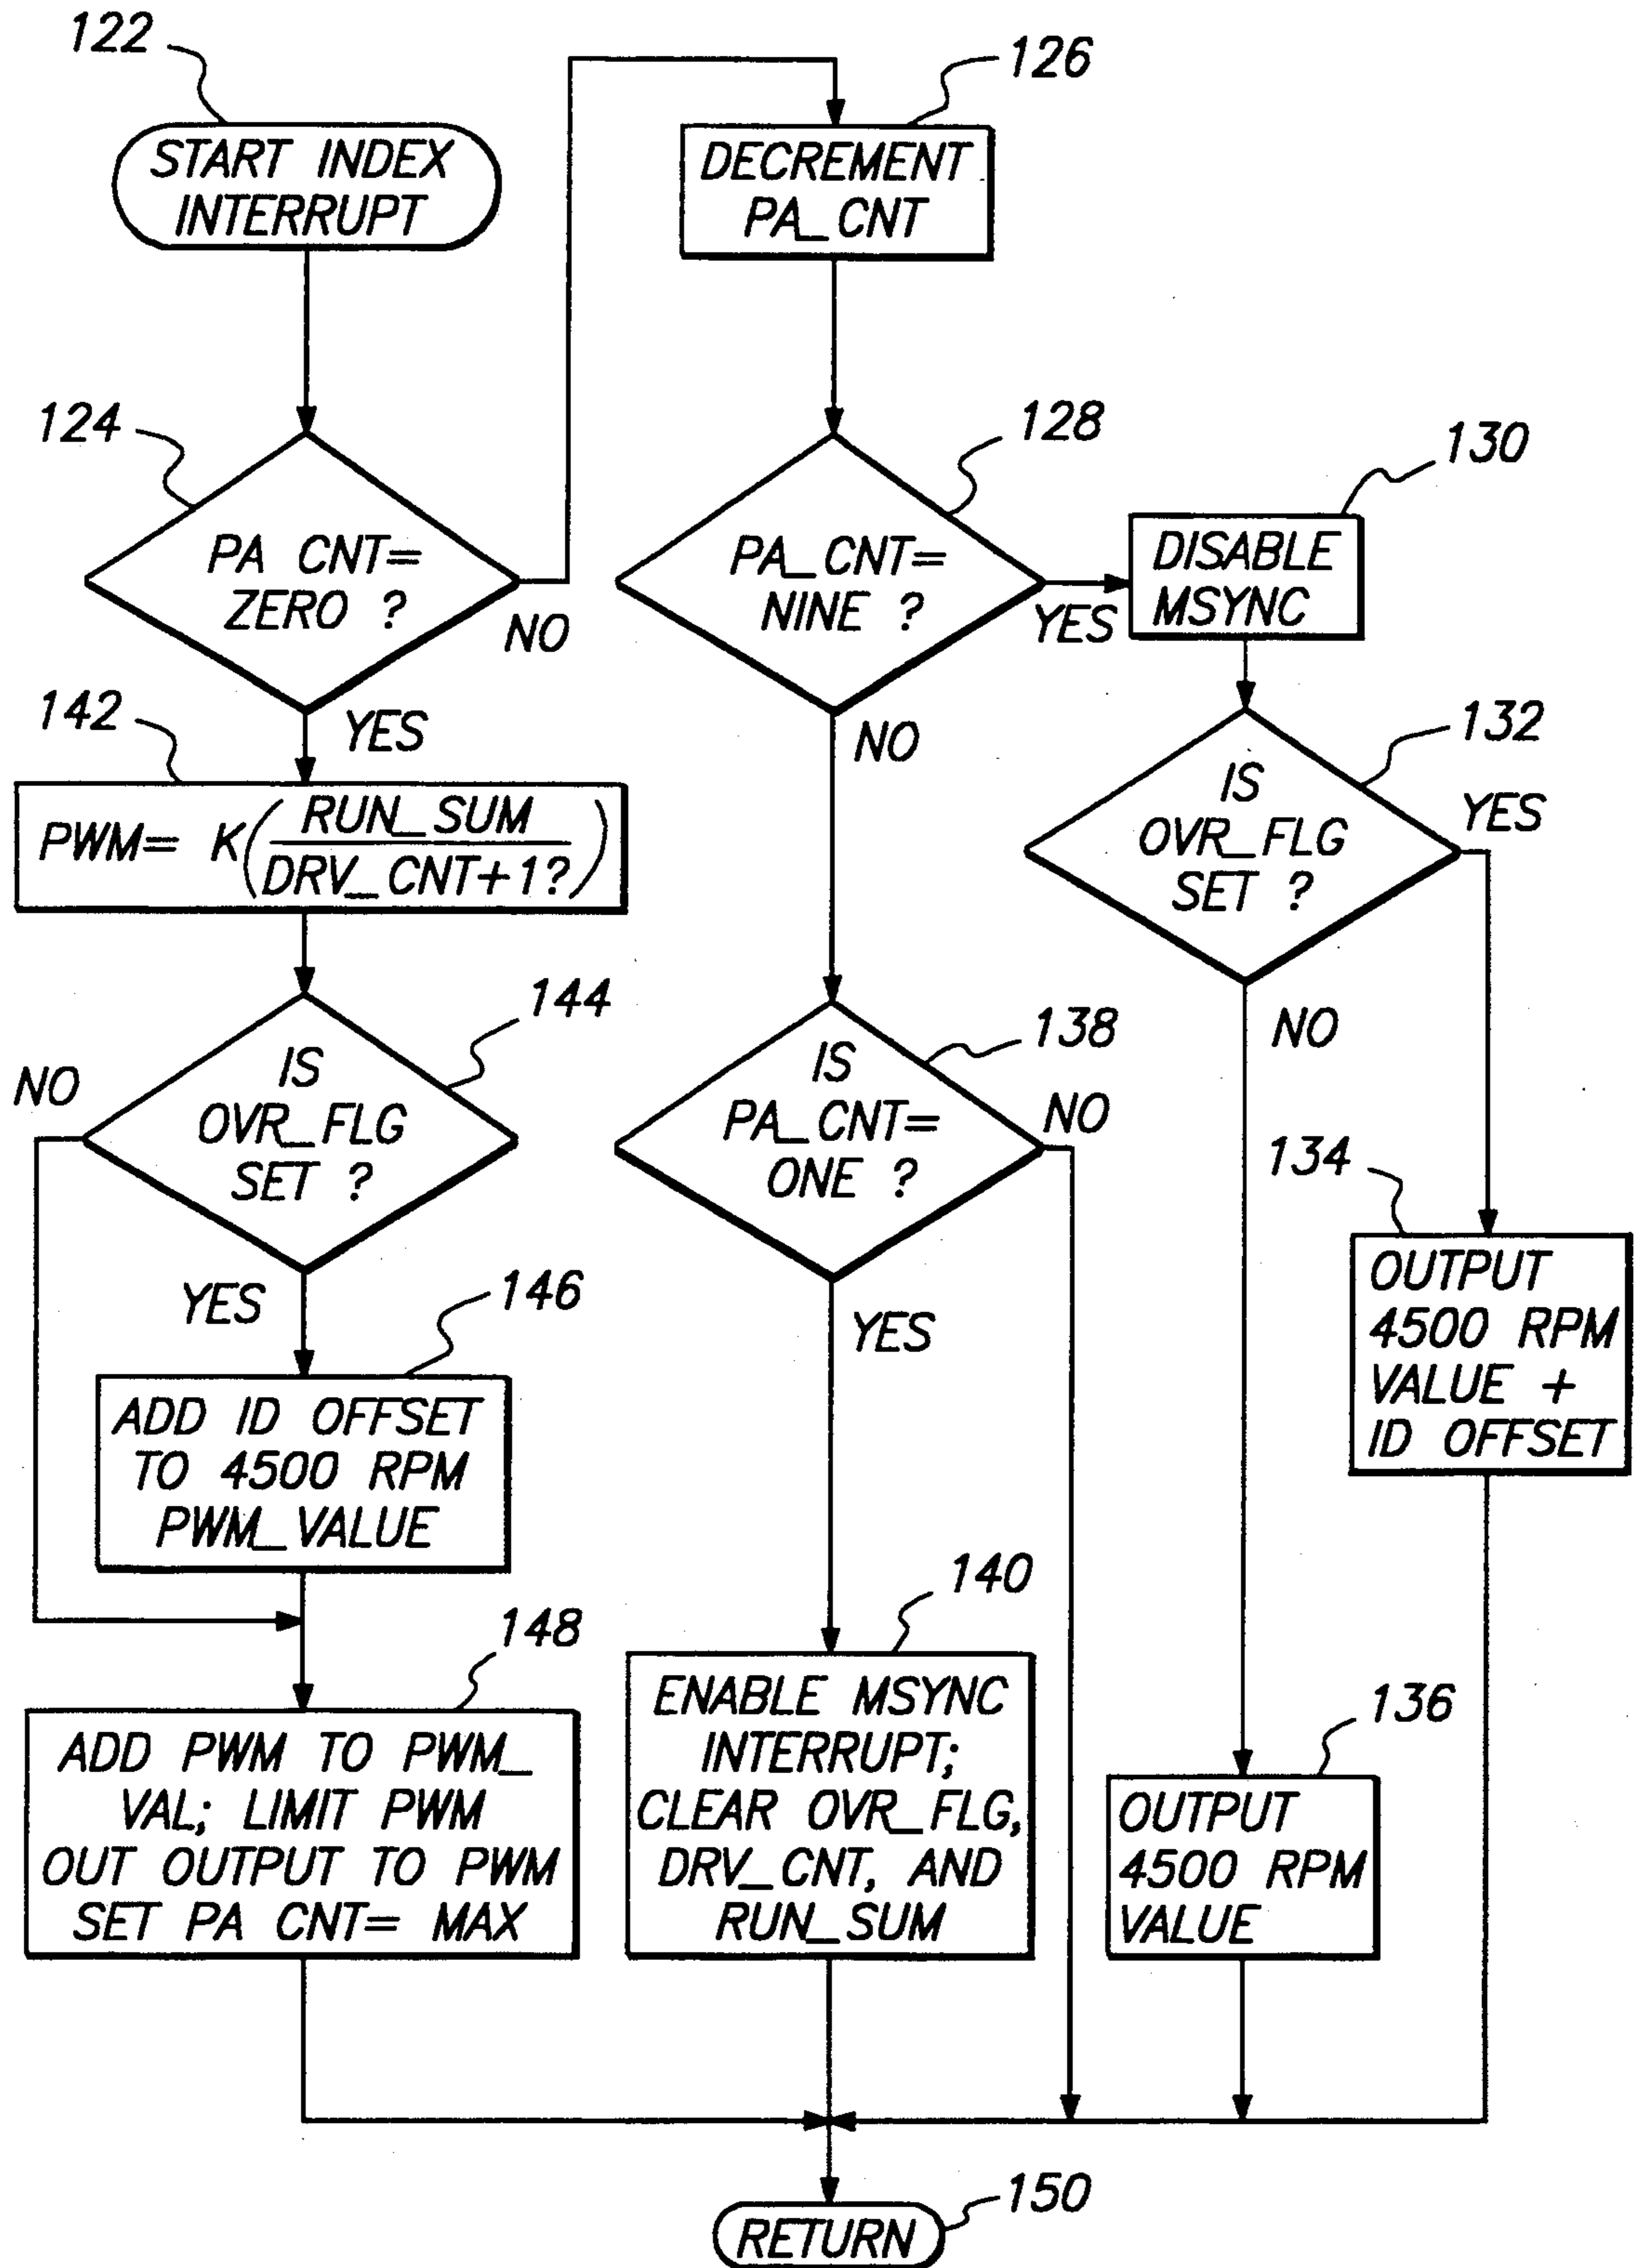 122
START INDEX
INTERRUPT
126
DECREMENT
PA_CNT
124
PA CNT=
ZERO ?
NO
YES
128
PA_CNT=
NINE ?
YES
NO
130
DISABLE
MSYNC
132
IS
OVR_FLG
SET ?
YES
NO
142
PWM= K(RUN_SUM
DRV_CNT+1?)
144
IS
OVR_FLG
SET ?
NO
YES
138
IS
PA_CNT=
ONE ?
NO
YES
134
OUTPUT
4500 RPM
VALUE +
ID OFFSET
146
ADD ID OFFSET
TO 4500 RPM
PWM_VALUE
148
ADD PWM TO PWM_
VAL; LIMIT PWM
OUT OUTPUT TO PWM
SET PA CNT= MAX
140
ENABLE MSYNC
INTERRUPT;
CLEAR OVR_FLG,
DRV_CNT, AND
RUN_SUM
136
OUTPUT
4500 RPM
VALUE
150
RETURN